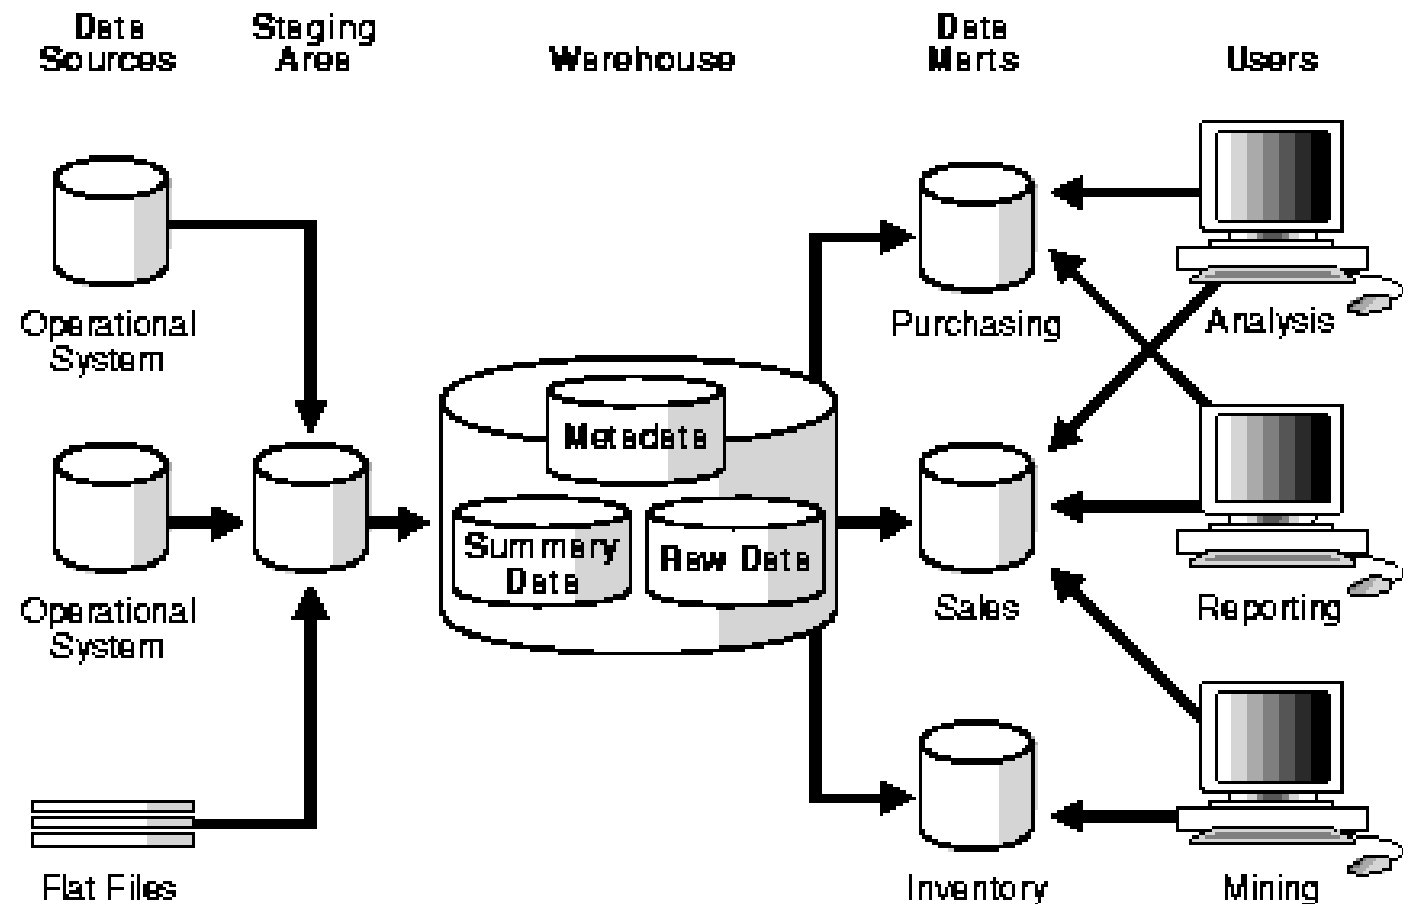 Data
Sources
Staging
Area
Warehouse
Data
Marts
Users
Operational
System
Purchasing
Analysis
Metadata
Summary
Data
Raw Data
Operational
System
Sales
Reporting
Flat Files
Inventory
Mining